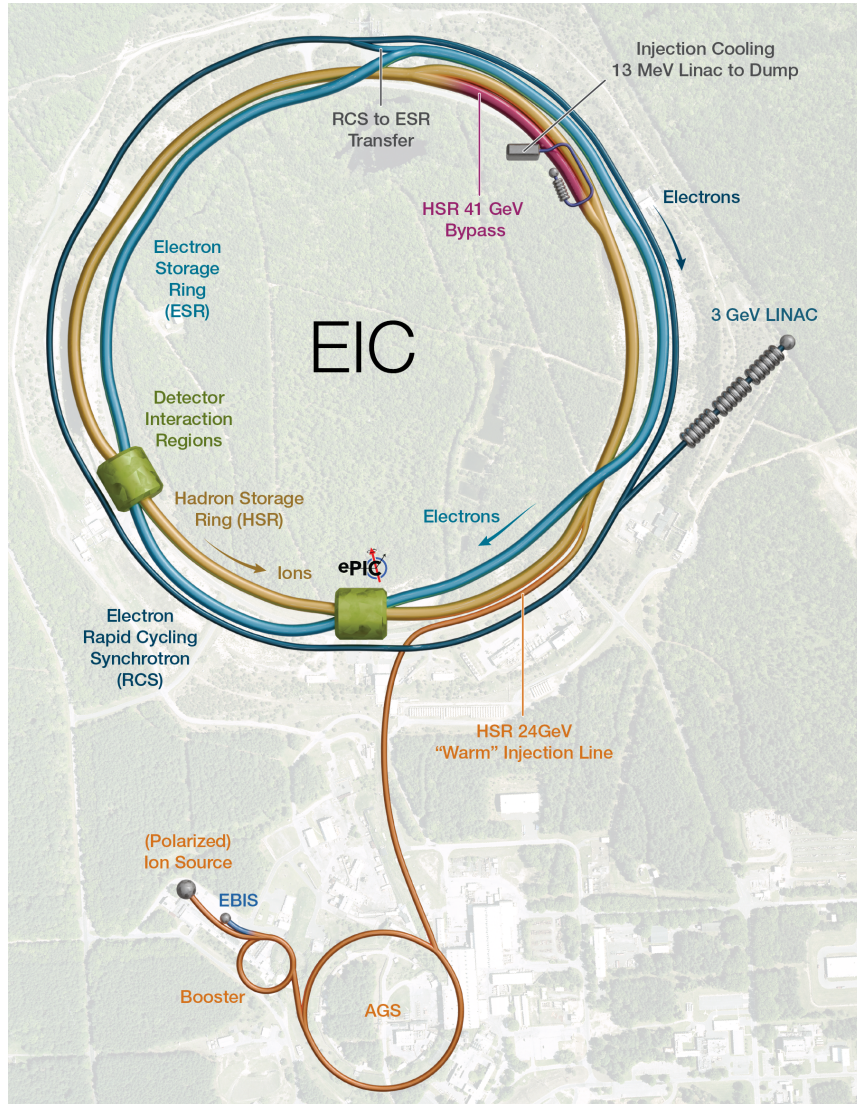 Injection Cooling
13 MeV Linac to Dump
RCS to ESR
Transfer
HSR 41 GeV
Bypass
Electrons
Electron
Storage
Ring
(ESR)
3 GeV LINAC
EIC
Detector
Interaction
Regions
Hadron Storage
Ring (HSR)
Electrons
Ions
ePIC
Electron
Rapid Cycling
Synchrotron
(RCS)
HSR 24GeV
“Warm” Injection Line
(Polarized)
Ion Source
EBIS
Booster
AGS